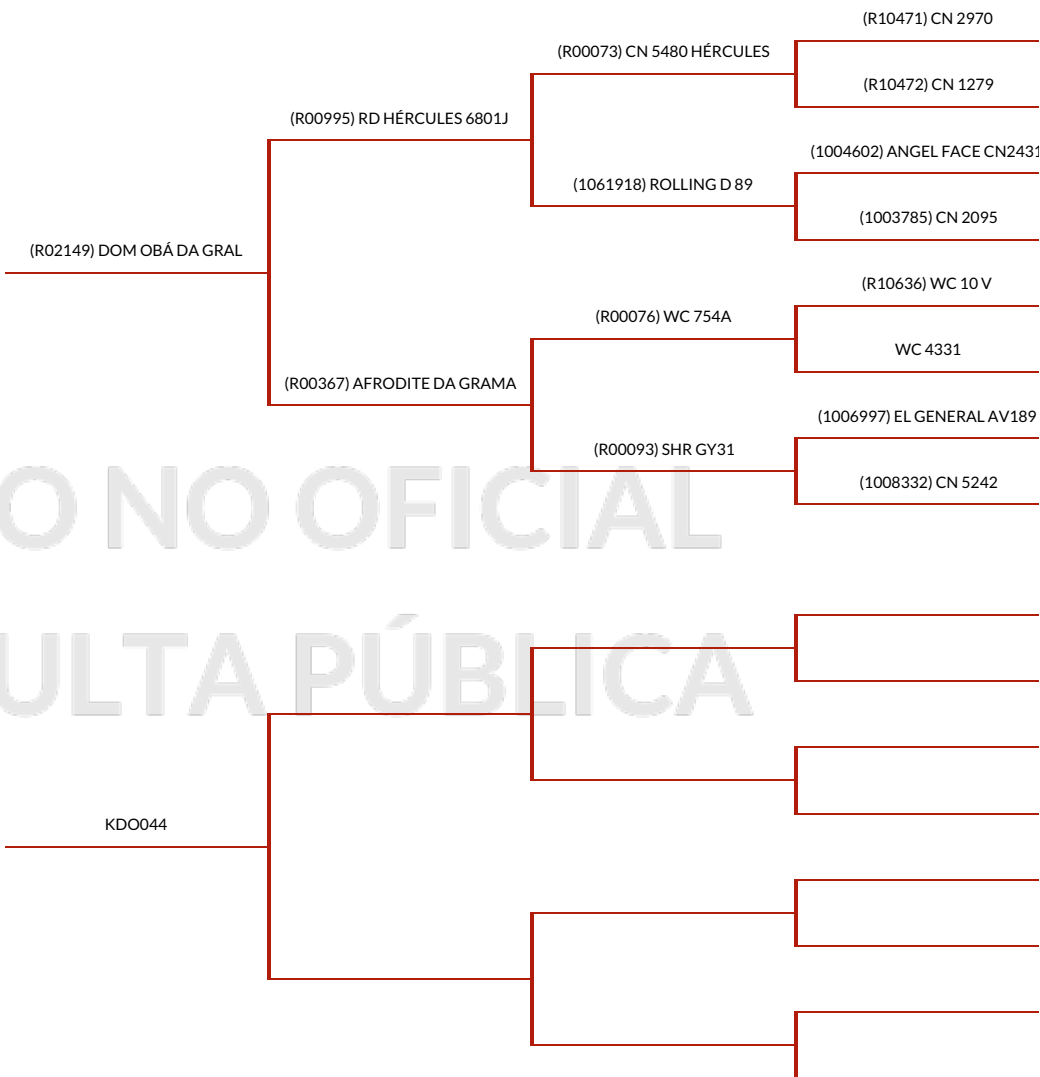 (R10471) CN 2970
(R00073) CN 5480 HÉRCULES
(R10472) CN 1279
(R00995) RD HÉRCULES 6801J
(1004602) ANGEL FACE CN2431
(1061918) ROLLING D 89
(1003785) CN 2095
(R02149) DOM OBÁ DA GRAL
(R10636) WC 10 V
(R00076) WC 754A
WC 4331
(R00367) AFRODITE DA GRAMA
(1006997) EL GENERAL AV189
(R00093) SHR GY31
(1008332) CN 5242
O NO OFICIAL
ULTA PÚBLICA
KDO044